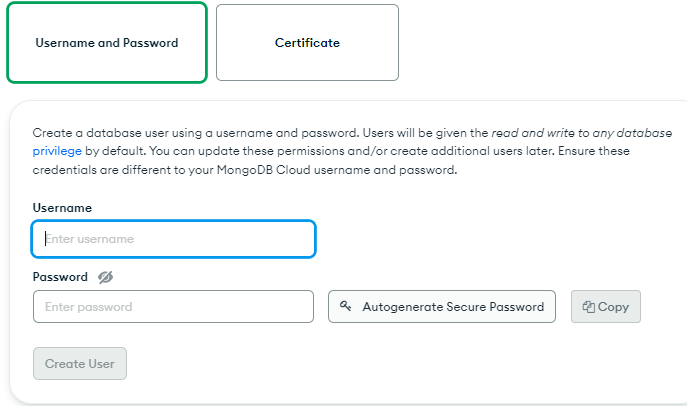 Username and Password
Certificate
Create a database user using a username and password. Users will be given the read and write to any database
privilege by default. You can update these permissions and/or create additional users later. Ensure these
credentials are different to your MongoDB Cloud username and password.
Username
Enter username
Password
Enter password
Autogenerate Secure Password
Copy
Create User